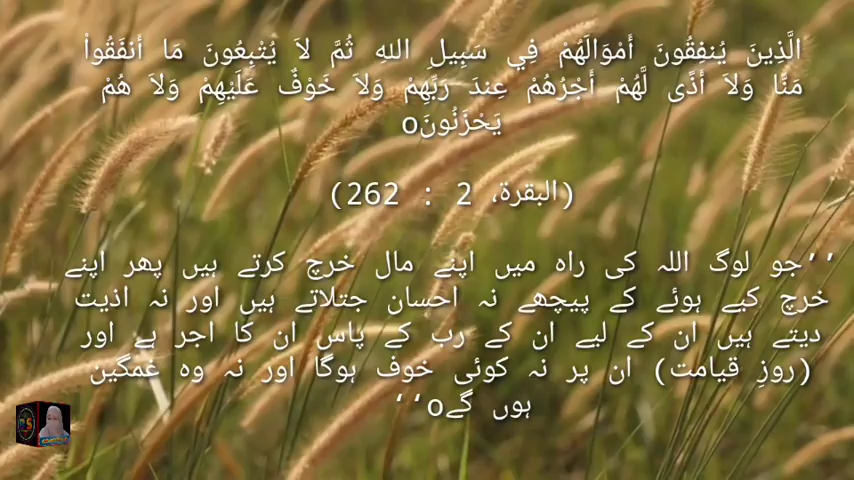 الَّذِينَ يُنفِقُونَ أَمْوَالَهُمْ فِي سَبِيلِ اللهِ ثُمَّ لاَ يُتْبِعُونَ مَا أَنفَقُواْ
مَنًّا وَلاَ أَذًى لَّهُمْ أَجْرُهُمْ عِندَ رَبِّهِمْ وَلاَ خَوْفٌ عَلَيْهِمْ وَلاَ هُمْ
يَحْزَنُونَo
(البقرة، 2 : 262)
’’جو لوگ اللہ کی راہ میں اپنے مال خرچ کرتے ہیں پھر اپنے
خرچ کیے ہوئے کے پیچھے نہ احسان جتلاتے ہیں اور نہ اذیت
دیتے ہیں ان کے لیے ان کے رب کے پاس ان کا اجر ہے اور
(روزِ قیامت) ان پر نہ کوئی خوف ہوگا اور نہ وہ غمگین
ہوں گےo‘‘